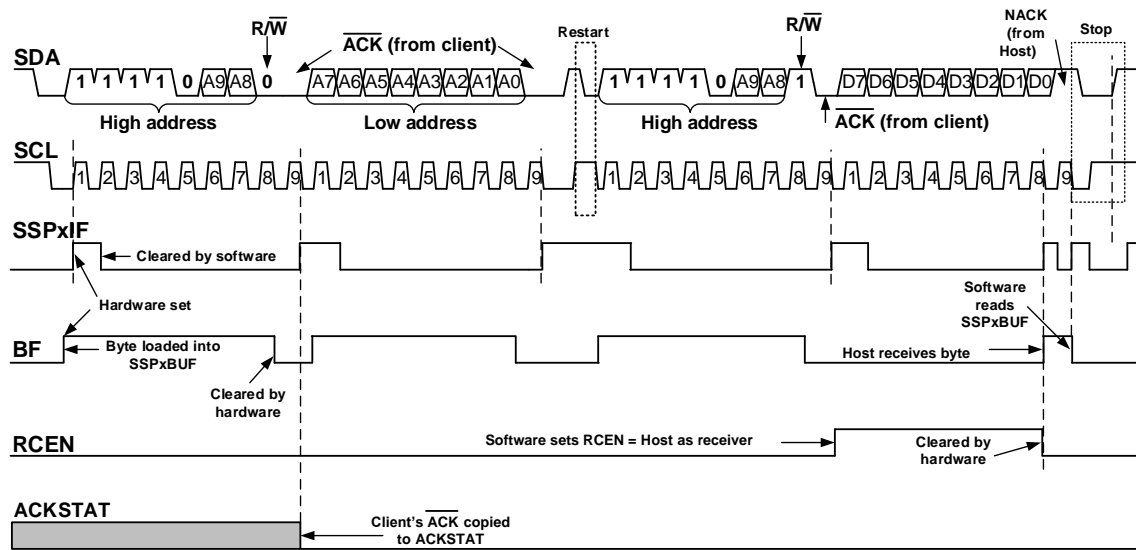 R/W̅
A̅C̅K̅ (from client)
Restart
R/W̅
NACK
(from
Host)
Stop
SDA
1 1 1 1 0 A9 A8 0 A7 A6 A5 A4 A3 A2 A1 A0 1 1 1 1 0 A9 A8 1 D7 D6 D5 D4 D3 D2 D1 D0
High address
Low address
High address
A̅C̅K̅ (from client)
SCL
1 2 3 4 5 6 7 8 9 1 2 3 4 5 6 7 8 9 1 2 3 4 5 6 7 8 9 1 2 3 4 5 6 7 8 9
SSPxIF
Cleared by software
Hardware set
Software
reads
SSPxBUF
BF
Byte loaded into
SSPxBUF
Cleared by
hardware
Host receives byte
RCEN
Software sets RCEN = Host as receiver
Cleared by
hardware
ACKSTAT
Client's A̅C̅K̅ copied
to ACKSTAT